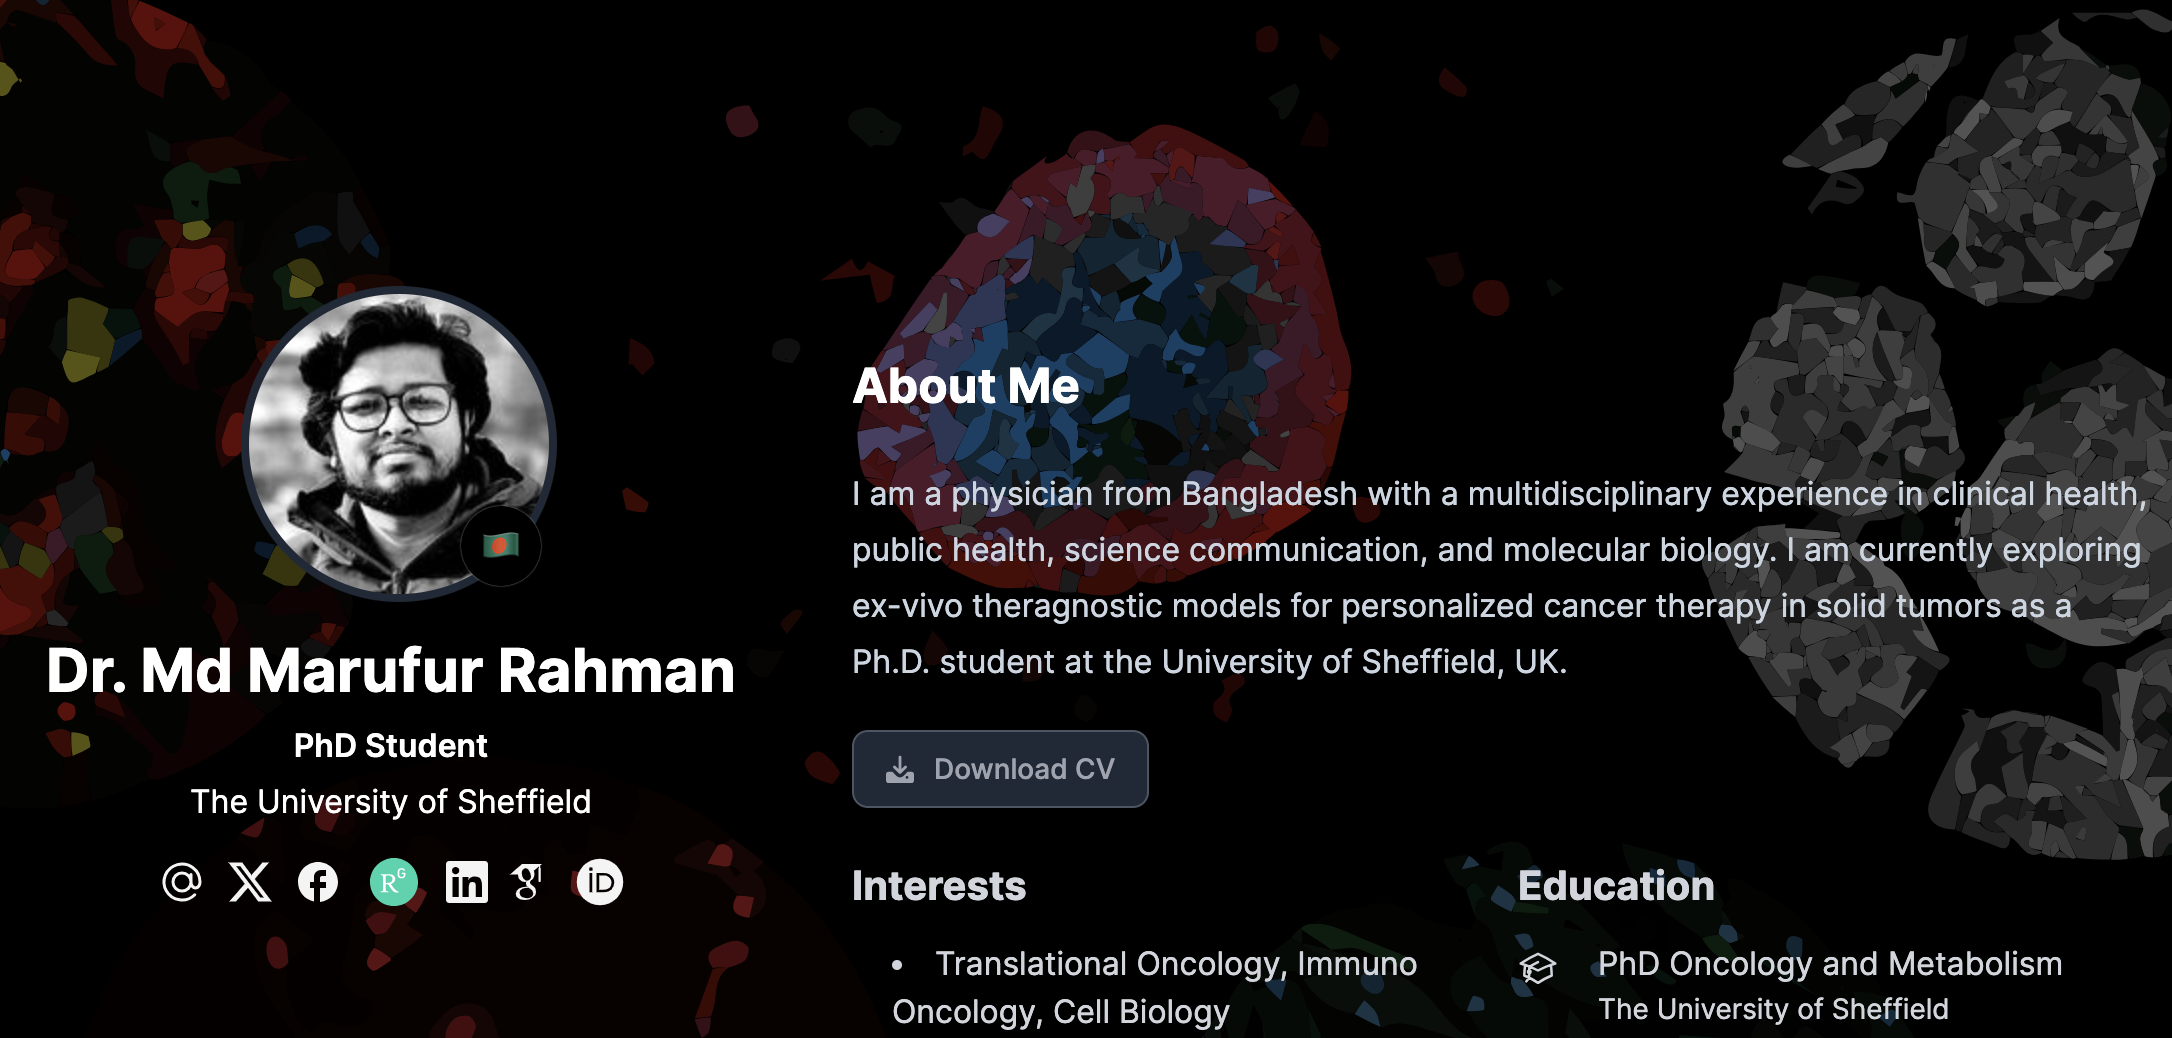 Dr. Md Marufur Rahman
PhD Student
The University of Sheffield
About Me
I am a physician from Bangladesh with a multidisciplinary experience in clinical health,
public health, science communication, and molecular biology. I am currently exploring
ex-vivo theragnostic models for personalized cancer therapy in solid tumors as a
Ph.D. student at the University of Sheffield, UK.
Download CV
Interests
• Translational Oncology, Immuno
Oncology, Cell Biology
Education
PhD Oncology and Metabolism
The University of Sheffield